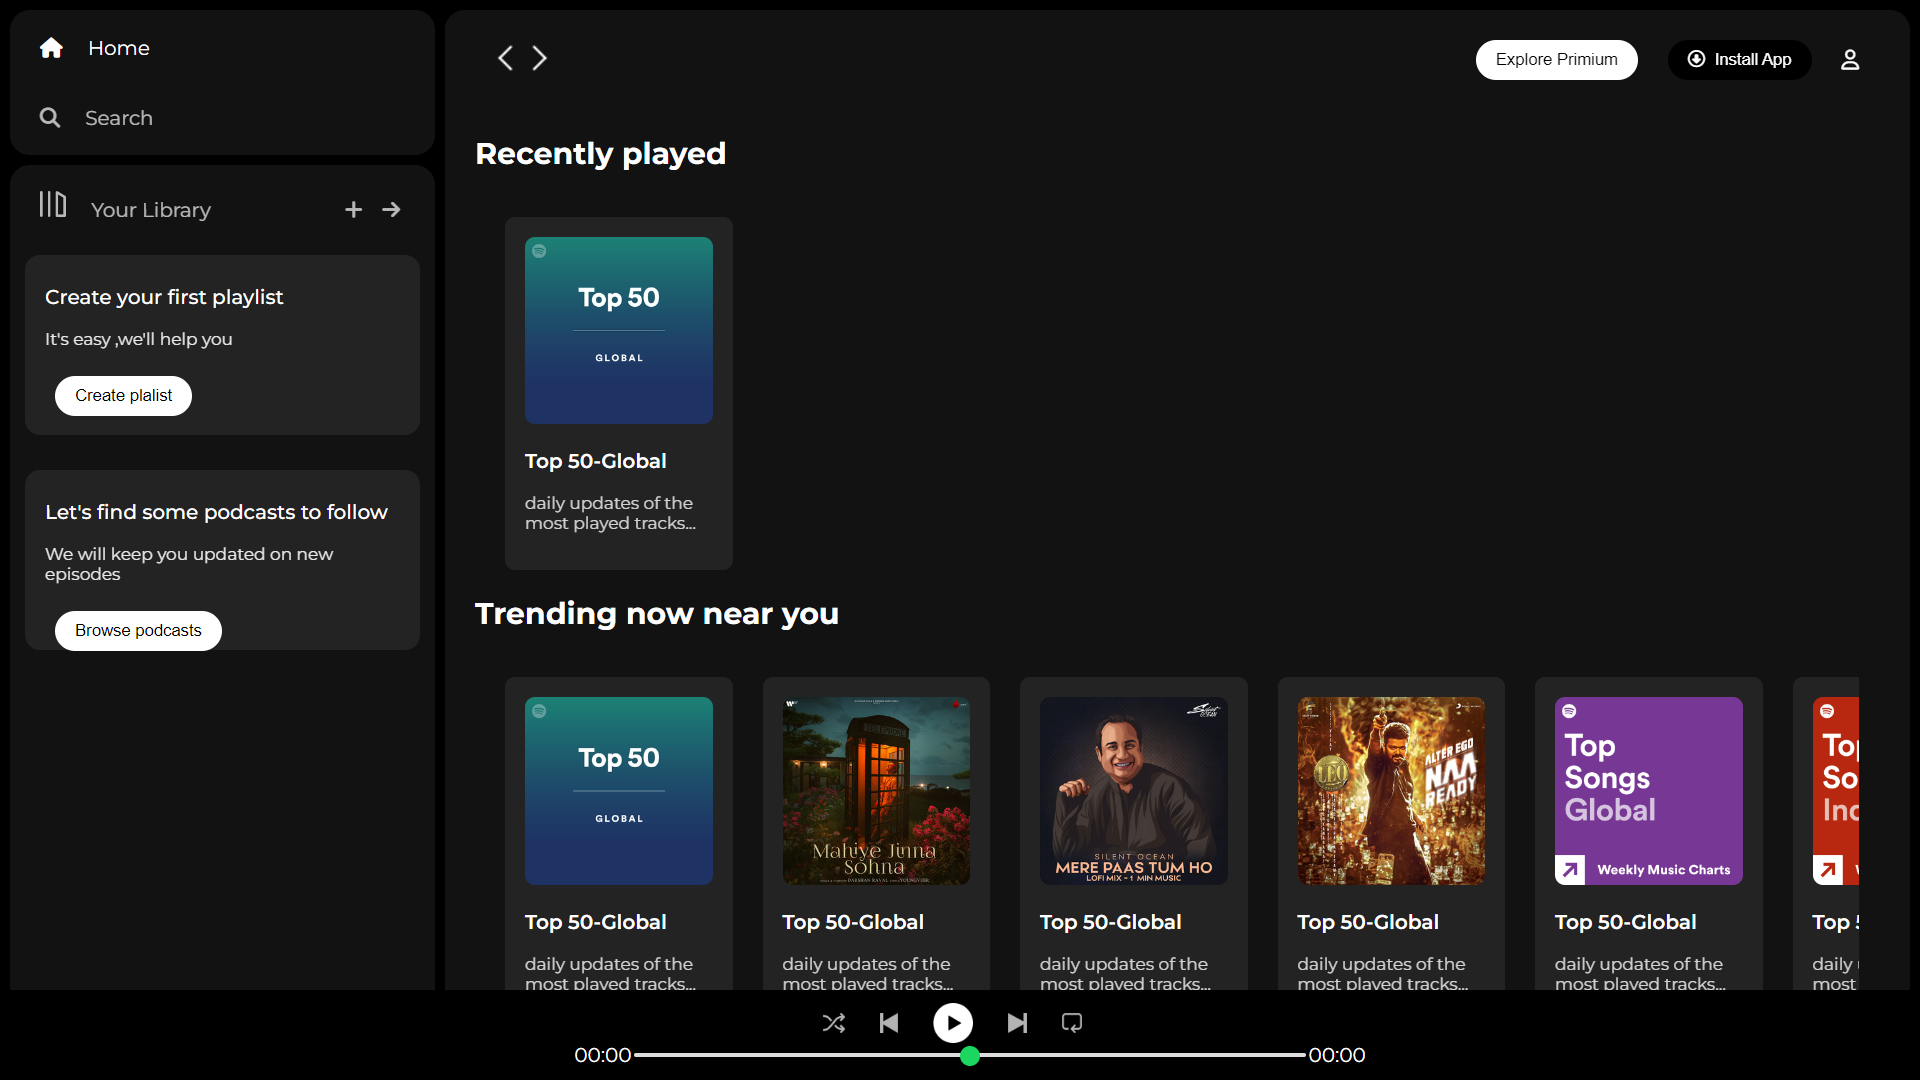 Home
Search
Your Library
Create your first playlist
It's easy ,we'll help you
Create plalist
Let's find some podcasts to follow
We will keep you updated on new
episodes
Browse podcasts
Explore Primium
Install App
Recently played
Top 50
GLOBAL
Top 50-Global
daily updates of the
most played tracks...
Trending now near you
Top 50
GLOBAL
Top 50-Global
daily updates of the
most played tracks...
Mahiye Jinna
Sohna
Top 50-Global
daily updates of the
most played tracks...
Silent
OCEAN
SILENT OCEAN
MERE PAAS TUM HO
LOFI MIX - 1 MIN MUSIC
Top 50-Global
daily updates of the
most played tracks...
LEO
ALTER EGO
NAA
READY
Top 50-Global
daily updates of the
most played tracks...
Top
Songs
Global
Weekly Music Charts
Top 50-Global
daily updates of the
most played tracks...
Top
So
Inc
Top 5
daily
most
00:00
00:00